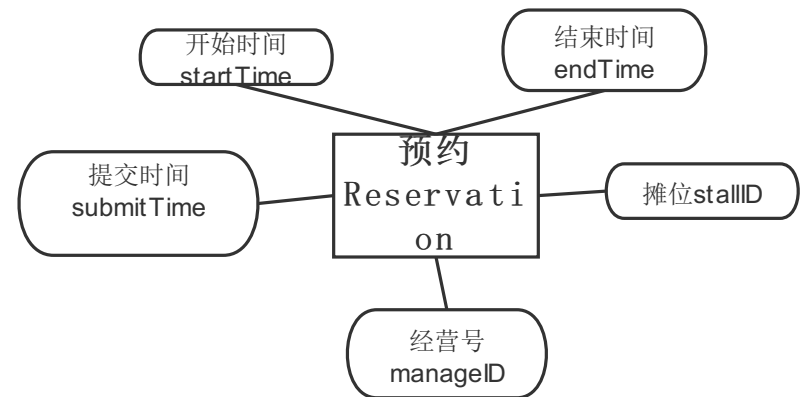 开始时间
startTime
结束时间
endTime
预约
Reservati
on
提交时间
submitTime
摊位stallID
经营号
manageID